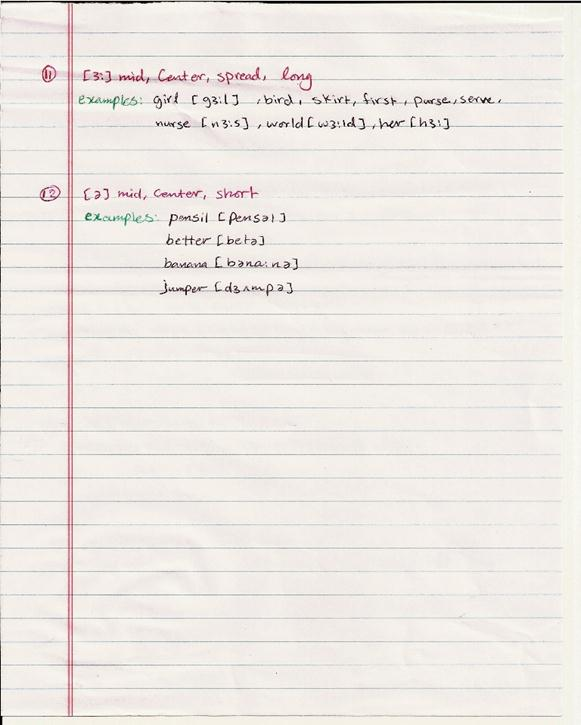 11 [3:] mid, Center, spread, long
examples: girl [g3:l] , bird, skirt, first, purse, serve,
nurse [n3:s] , world [w3:ld] , her [h3:]
12 [ə] mid, Center, short
examples: pensil [pensəl]
better [betə]
banana [bəna:nə]
jumper [dʒʌmpə]